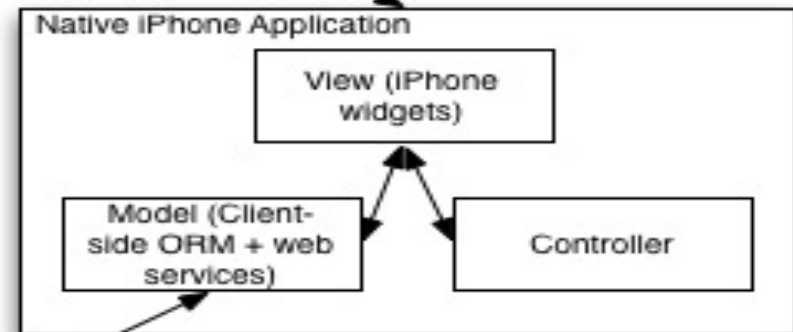 Native iPhone Application
View (iPhone
widgets)
Model (Client-
side ORM + web
services)
Controller